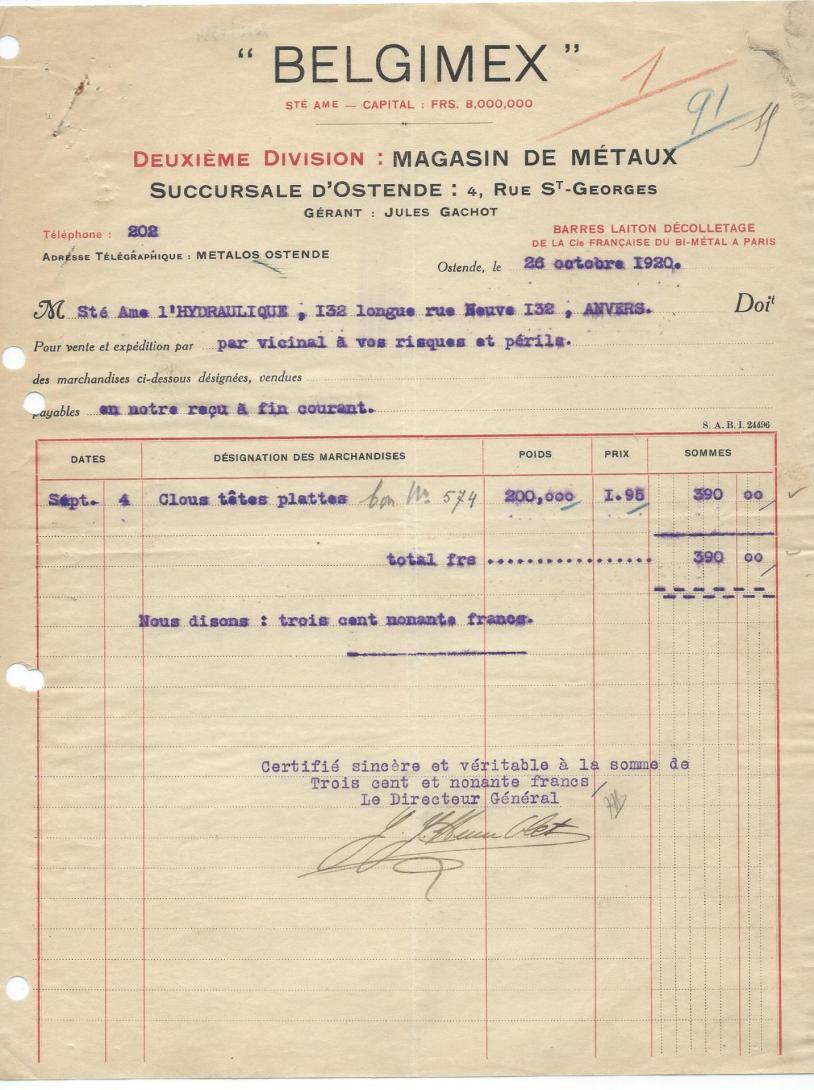 “ BELGIMEX ”
STÉ AME — CAPITAL : FRS. 8,000,000
1
91
DEUXIÈME DIVISION : MAGASIN DE MÉTAUX
SUCCURSALE D'OSTENDE : 4, RUE ST-GEORGES
GÉRANT : JULES GACHOT
Téléphone : 202
BARRES LAITON DÉCOLLETAGE
DE LA Cie FRANÇAISE DU BI-MÉTAL A PARIS
ADRESSE TÉLÉGRAPHIQUE : METALOS OSTENDE
Ostende, le 26 octobre I920.
M Sté Ame l'HYDRAULIQUE , I32 longue rue Neuve I32 , ANVERS. Doit
Pour vente et expédition par par vicinal à vos risques et périls.
des marchandises ci-dessous désignées, vendues
payables en notre reçu à fin courant.
S. A. B. I. 24496
DATES DÉSIGNATION DES MARCHANDISES POIDS PRIX SOMMES
Sept. 4 Clous têtes plattes bon No 574 200,000 I.95 390 00
total frs .................. 390 00
Nous disons : trois cent nonante francs.
Certifié sincère et véritable à la somme de
Trois cent et nonante francs
Le Directeur Général